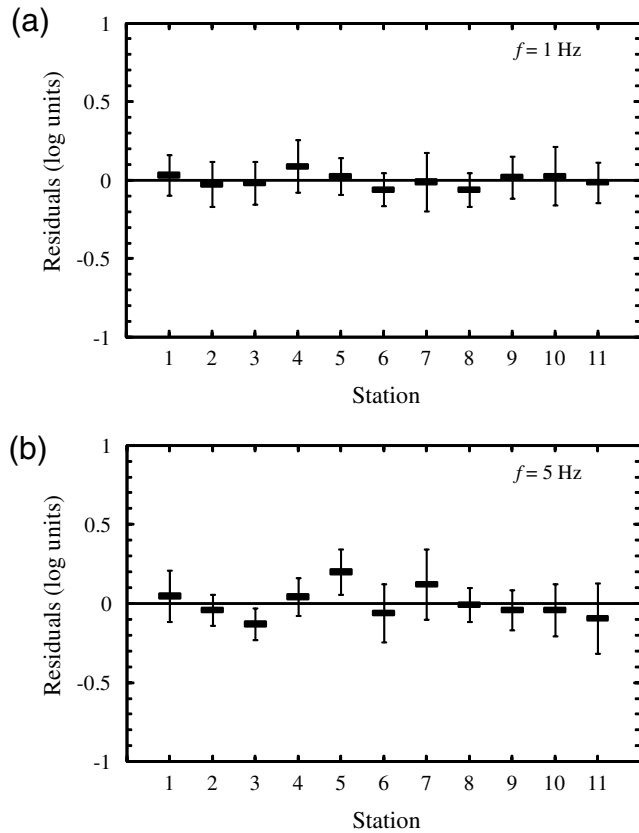 (a)
f = 1 Hz
Residuals (log units)
1
0.5
0
-0.5
-1
1 2 3 4 5 6 7 8 9 10 11
Station
(b)
f = 5 Hz
Residuals (log units)
1
0.5
0
-0.5
-1
1 2 3 4 5 6 7 8 9 10 11
Station